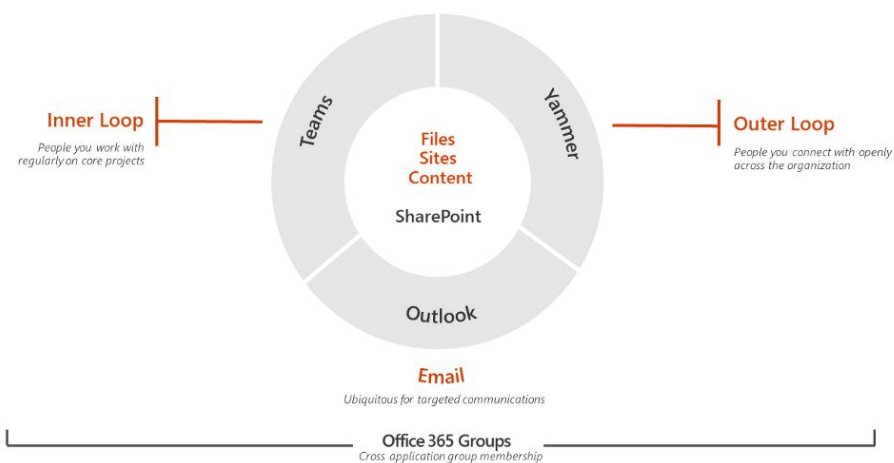 Inner Loop
People you work with
regularly on core projects
Teams
Files
Sites
Content
SharePoint
Yammer
Outer Loop
People you connect with openly
across the organization
Outlook
Email
Ubiquitous for targeted communications
Office 365 Groups
Cross application group membership